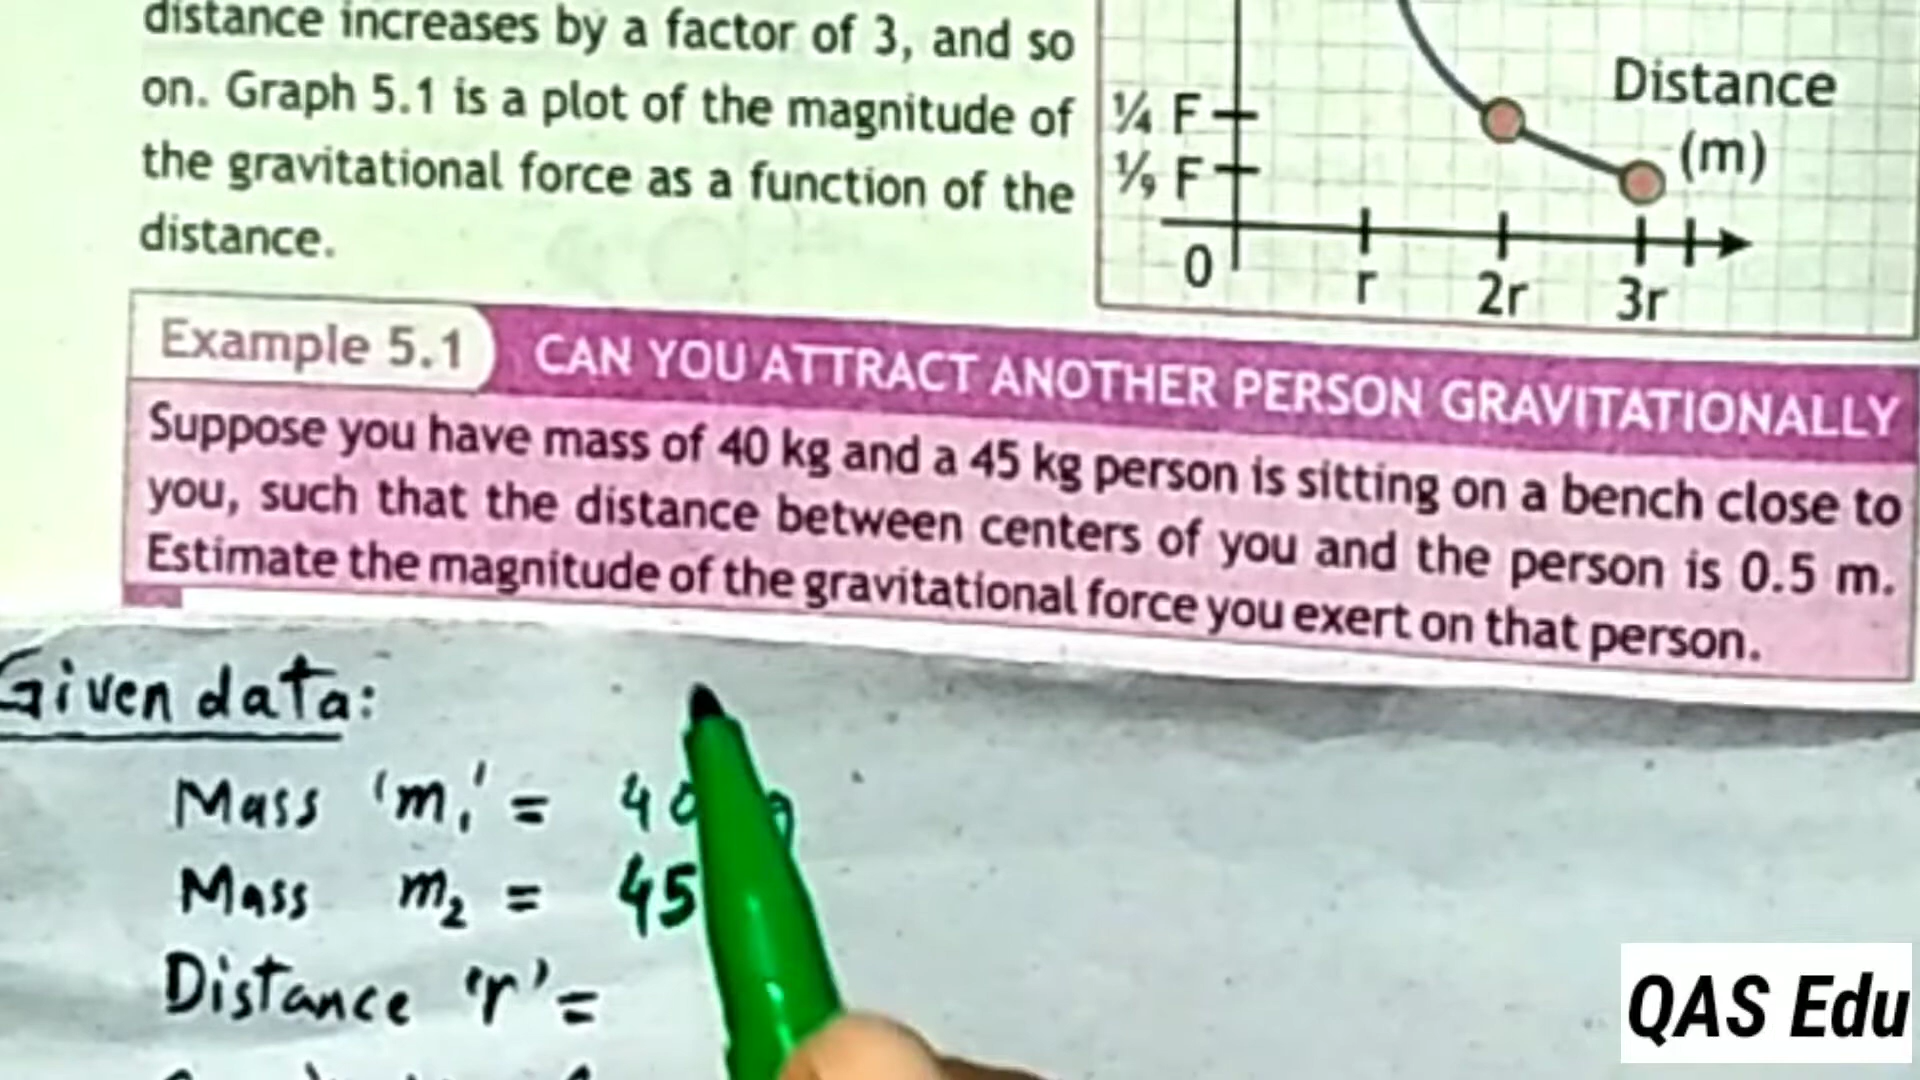 distance increases by a factor of 3, and so
on. Graph 5.1 is a plot of the magnitude of
the gravitational force as a function of the
distance.
¼ F
⅑ F
Distance
(m)
0 r 2r 3r
Example 5.1 CAN YOU ATTRACT ANOTHER PERSON GRAVITATIONALLY
Suppose you have mass of 40 kg and a 45 kg person is sitting on a bench close to
you, such that the distance between centers of you and the person is 0.5 m.
Estimate the magnitude of the gravitational force you exert on that person.
Given data:
Mass 'm₁' = 40
Mass m₂ = 45
Distance 'r' =
QAS Edu